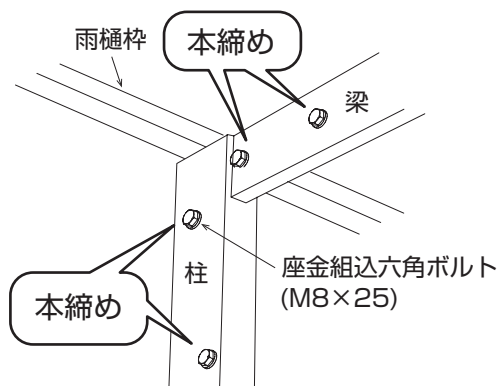 雨樋枠
本締め
梁
柱
座金組込六角ボルト
(M8×25)
本締め